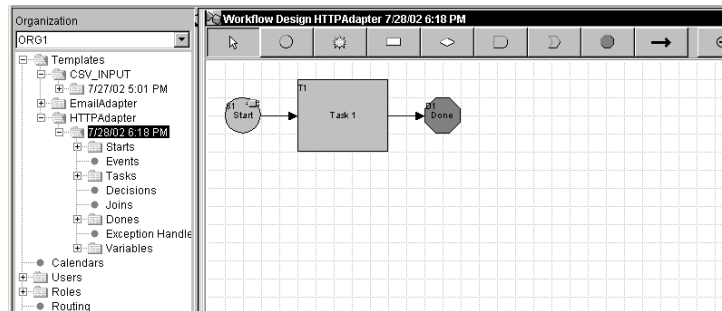 Organization
ORG1
Templates
CSV_INPUT
7/27/02 5:01 PM
EmailAdapter
HTTPAdapter
7/28/02 6:18 PM
Starts
Events
Tasks
Decisions
Joins
Dones
Exception Handle
Variables
Calendars
Users
Roles
Routing
Workflow Design HTTPAdapter 7/28/02 6:18 PM
S1
Start
T1
Task 1
D1
Done